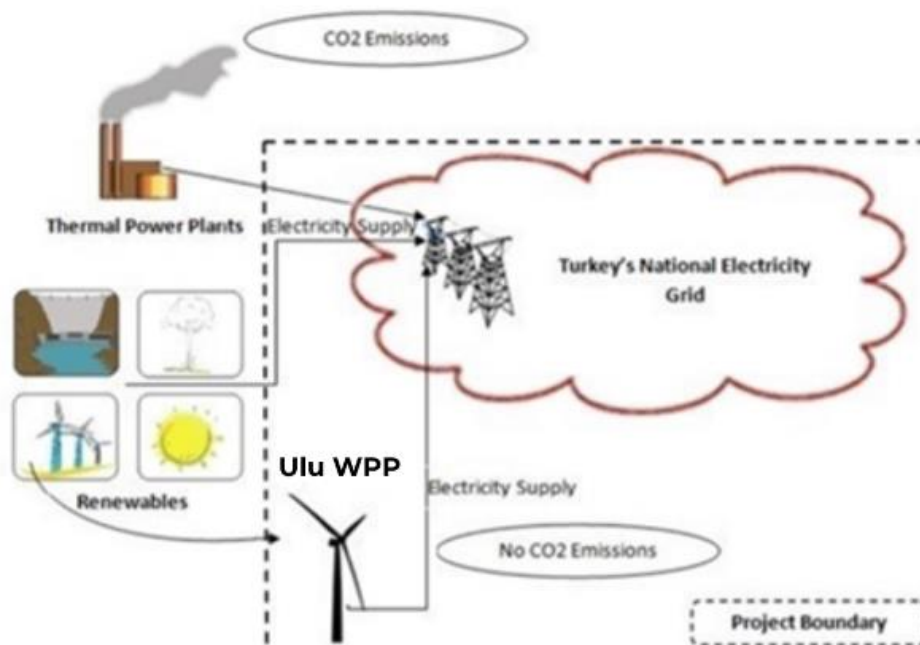 CO2 Emissions
Thermal Power Plants
Electricity Supply
Turkey's National Electricity
Grid
Ulu WPP
Electricity Supply
Renewables
No CO2 Emissions
Project Boundary